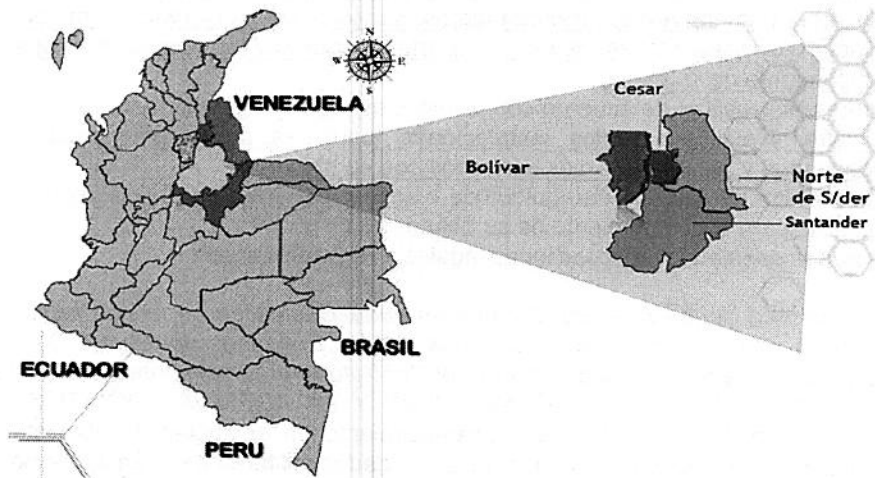 N
W E
S
VENEZUELA
Cesar
Bolívar
Norte
de S/der
Santander
BRASIL
ECUADOR
PERU